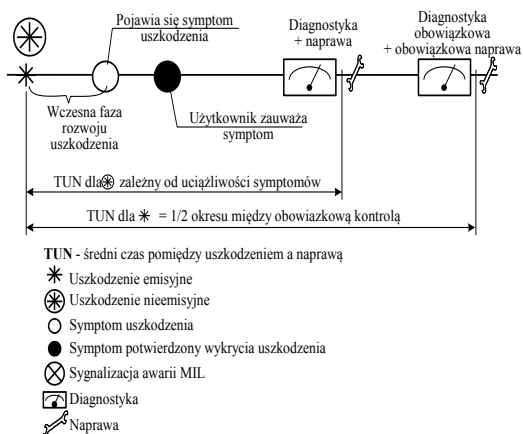 Pojawia się symptom
uszkodzenia
Diagnostyka
+ naprawa
Diagnostyka
obowiązkowa
+ obowiązkowa naprawa
Wczesna faza
rozwoju
uszkodzenia
Użytkownik zauważa
symptom
TUN dla zależny od uciążliwości symptomów
TUN dla = 1/2 okresu między obowiazkową kontrolą
TUN - średni czas pomiędzy uszkodzeniem a naprawą
Uszkodzenie emisyjne
Uszkodzenie nieemisyjne
Symptom uszkodzenia
Symptom potwierdzony wykrycia uszkodzenia
Sygnalizacja awarii MIL
Diagnostyka
Naprawa